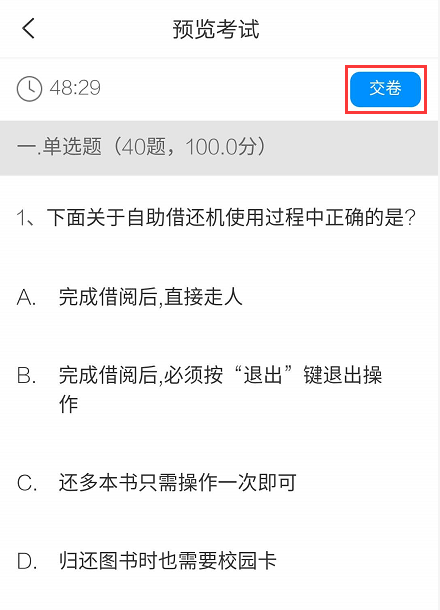 预览考试
48:29
交卷
一.单选题（40题，100.0分）
1、下面关于自助借还机使用过程中正确的是?
A. 完成借阅后,直接走人
B. 完成借阅后,必须按“退出”键退出操
作
C. 还多本书只需操作一次即可
D. 归还图书时也需要校园卡